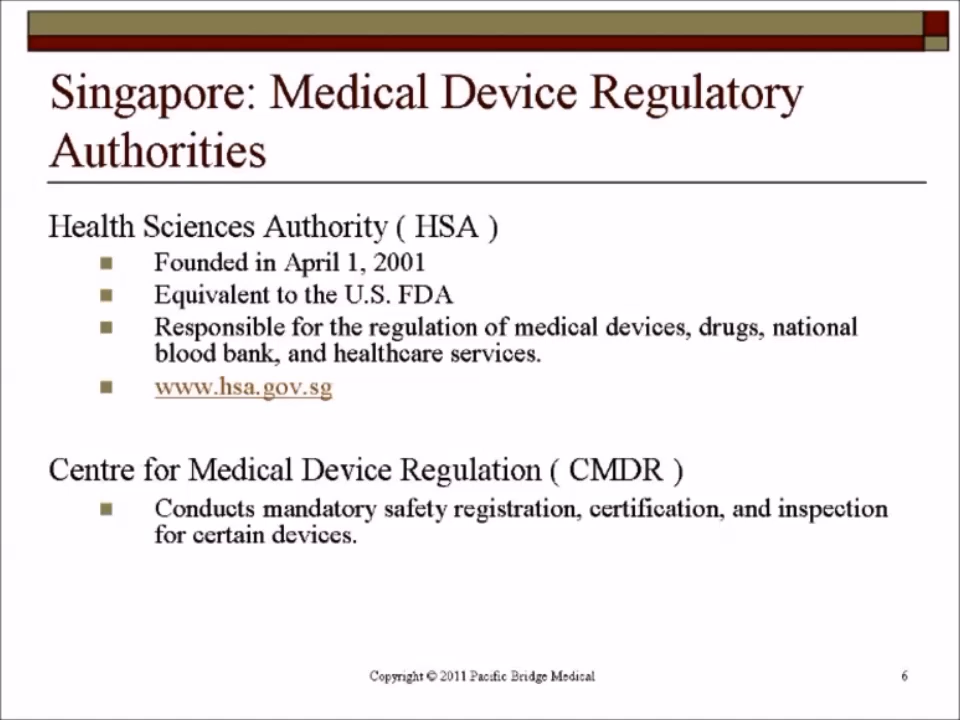 Singapore: Medical Device Regulatory
Authorities
Health Sciences Authority ( HSA )
Founded in April 1, 2001
Equivalent to the U.S. FDA
Responsible for the regulation of medical devices, drugs, national
blood bank, and healthcare services.
www.hsa.gov.sg
Centre for Medical Device Regulation ( CMDR )
Conducts mandatory safety registration, certification, and inspection
for certain devices.
Copyright © 2011 Pacific Bridge Medical
6